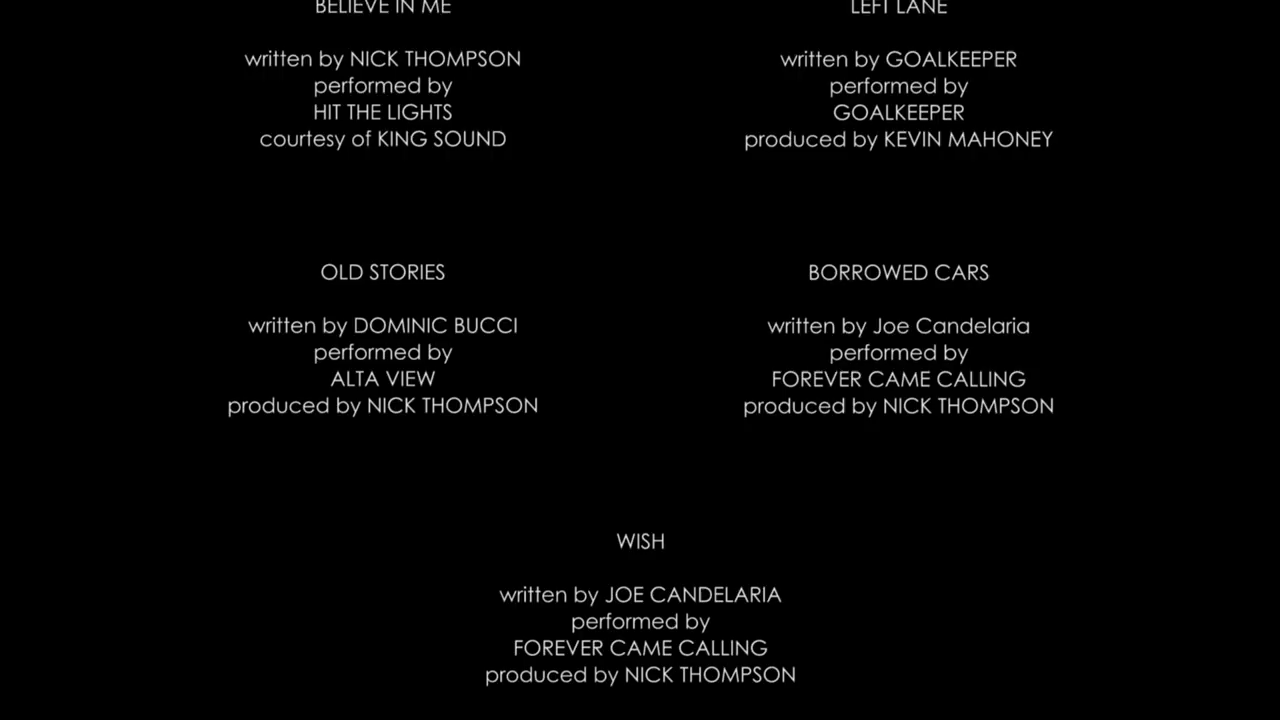 BELIEVE IN ME
written by NICK THOMPSON
performed by
HIT THE LIGHTS
courtesy of KING SOUND
LEFT LANE
written by GOALKEEPER
performed by
GOALKEEPER
produced by KEVIN MAHONEY
OLD STORIES
written by DOMINIC BUCCI
performed by
ALTA VIEW
produced by NICK THOMPSON
BORROWED CARS
written by Joe Candelaria
performed by
FOREVER CAME CALLING
produced by NICK THOMPSON
WISH
written by JOE CANDELARIA
performed by
FOREVER CAME CALLING
produced by NICK THOMPSON